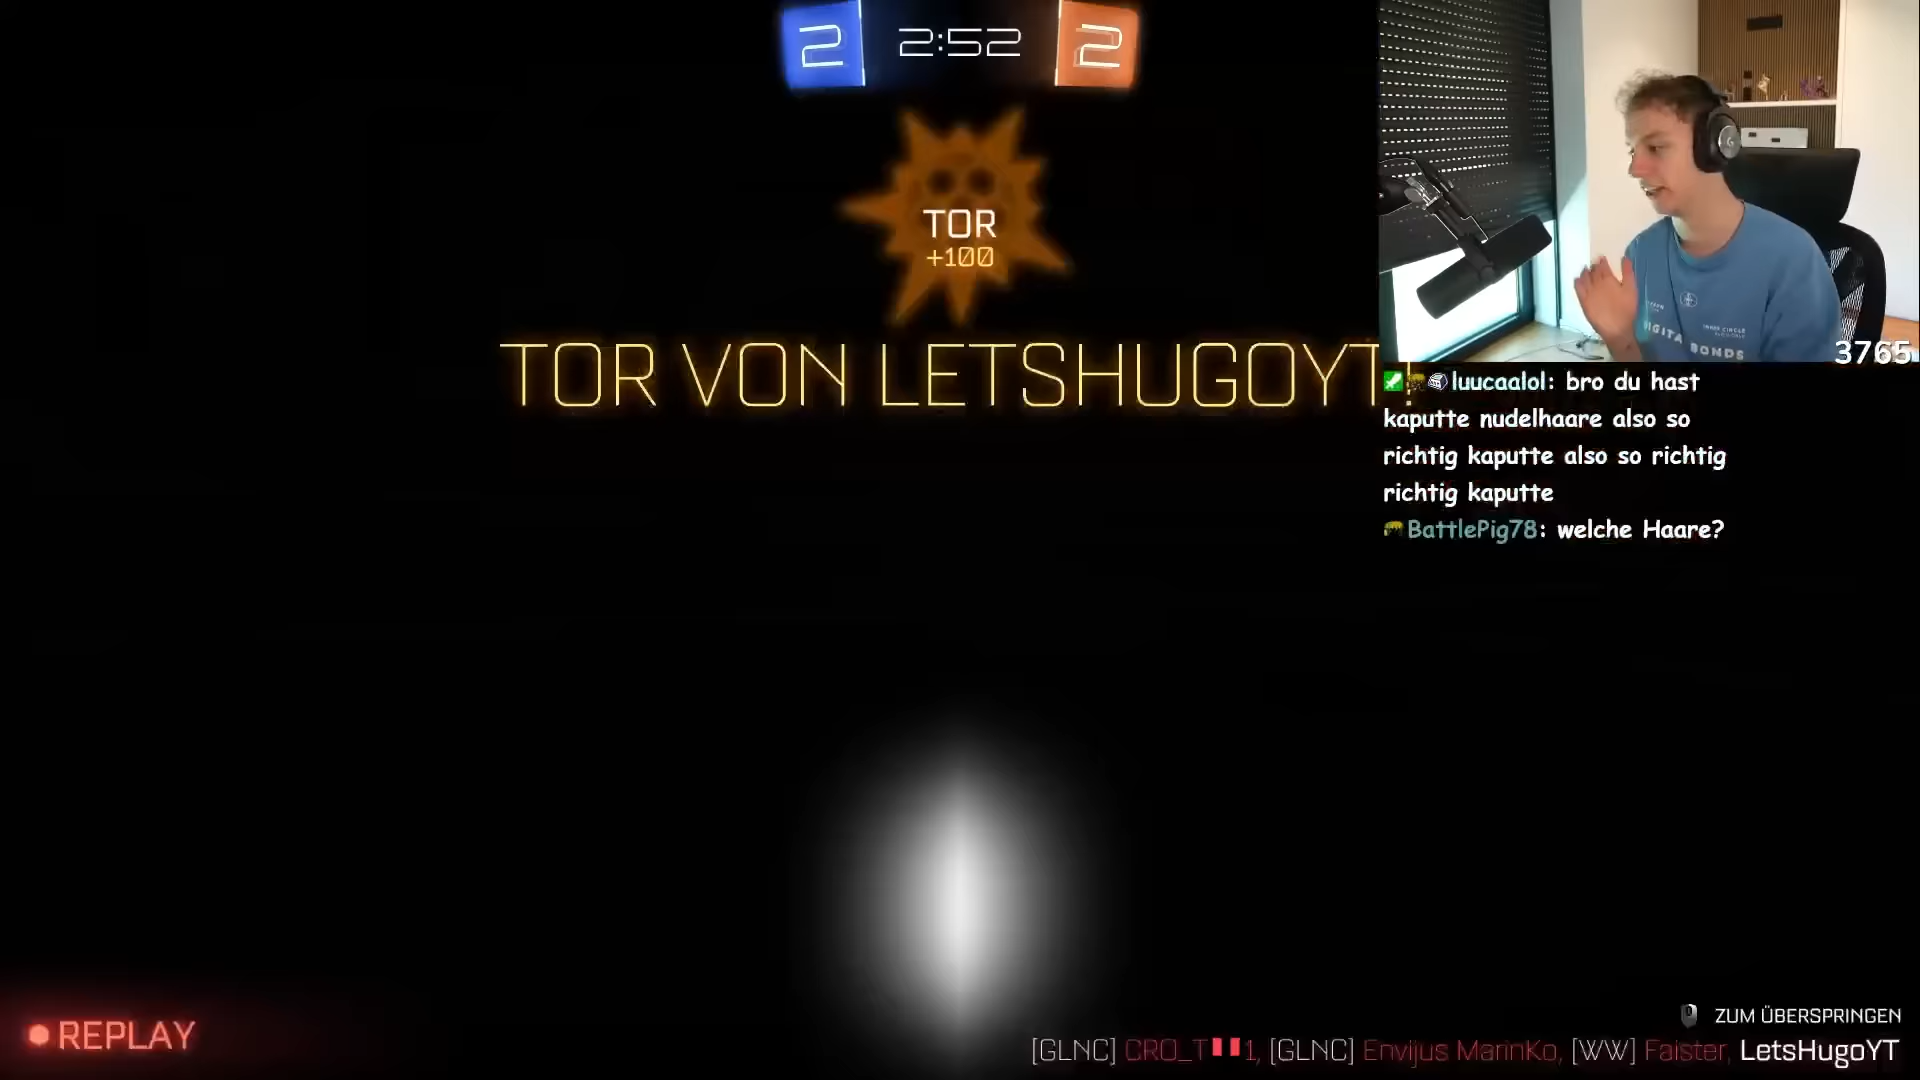 2 2:52 2
TOR
+100
TOR VON LETSHUGOYT!
DIGITA BONDS
3765
luucaalol: bro du hast
kaputte nudelhaare also so
richtig kaputte also so richtig
richtig kaputte
BattlePig78: welche Haare?
REPLAY
ZUM ÜBERSPRINGEN
[GLNC] CRO_T▮▮1, [GLNC] Envijus MarinKo, [WW] Faister, LetsHugoYT